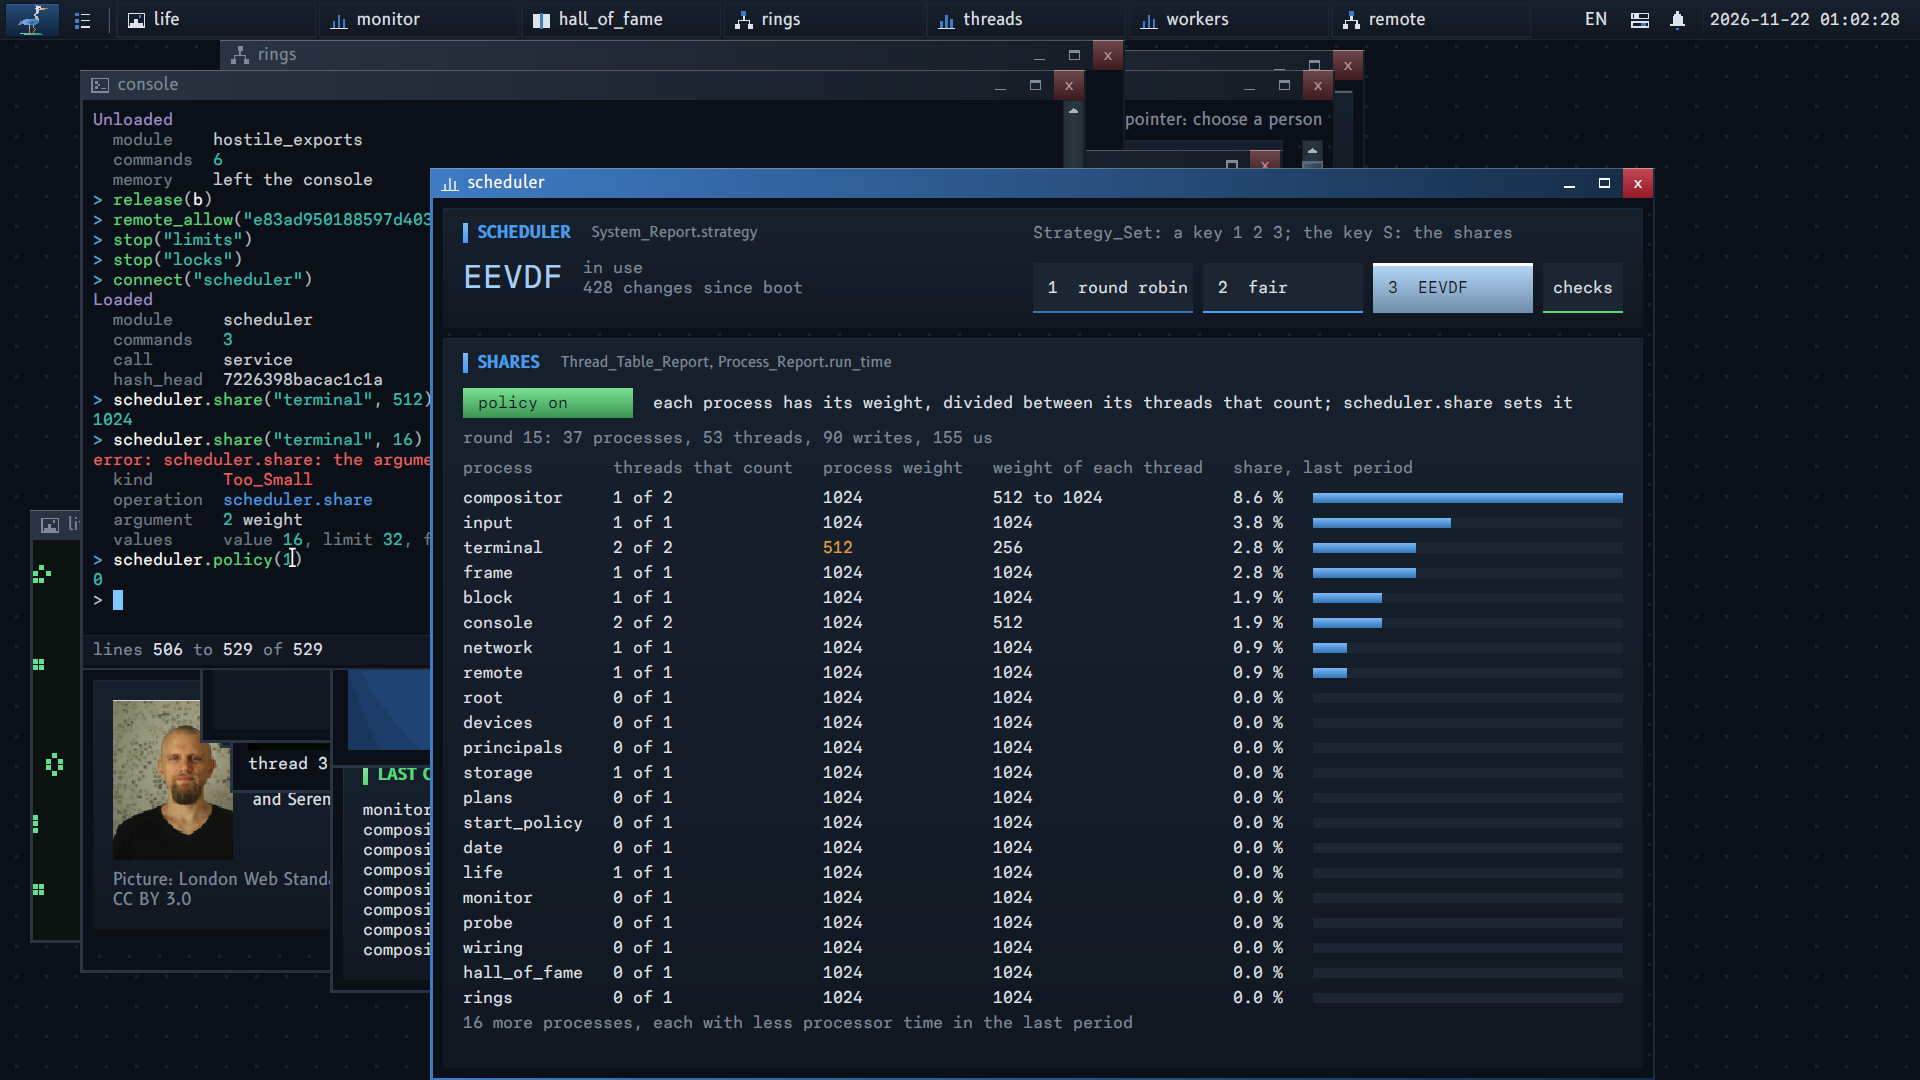 life
monitor
hall_of_fame
rings
threads
workers
remote
EN
2026-11-22 01:02:28
rings
console
pointer: choose a person
Unloaded
module hostile_exports
commands 6
memory left the console
> release(b)
> remote_allow("e83ad950188597d403
> stop("limits")
> stop("locks")
> connect("scheduler")
Loaded
module scheduler
commands 3
call service
hash_head 7226398bacac1c1a
> scheduler.share("terminal", 512)
1024
> scheduler.share("terminal", 16)
error: scheduler.share: the argume
kind Too_Small
operation scheduler.share
argument 2 weight
values value 16, limit 32, f
> scheduler.policy(1)
0
>
lines 506 to 529 of 529
li
thread 3
and Seren
Picture: London Web Standa
CC BY 3.0
LAST C
monitor
composi
composi
composi
composi
composi
composi
composi
scheduler
SCHEDULER System_Report.strategy
EEVDF
in use
428 changes since boot
Strategy_Set: a key 1 2 3; the key S: the shares
1 round robin
2 fair
3 EEVDF
checks
SHARES Thread_Table_Report, Process_Report.run_time
policy on each process has its weight, divided between its threads that count; scheduler.share sets it
round 15: 37 processes, 53 threads, 90 writes, 155 us
process threads that count process weight weight of each thread share, last period
compositor 1 of 2 1024 512 to 1024 8.6 %
input 1 of 1 1024 1024 3.8 %
terminal 2 of 2 512 256 2.8 %
frame 1 of 1 1024 1024 2.8 %
block 1 of 1 1024 1024 1.9 %
console 2 of 2 1024 512 1.9 %
network 1 of 1 1024 1024 0.9 %
remote 1 of 1 1024 1024 0.9 %
root 0 of 1 1024 1024 0.0 %
devices 0 of 1 1024 1024 0.0 %
principals 0 of 1 1024 1024 0.0 %
storage 1 of 1 1024 1024 0.0 %
plans 0 of 1 1024 1024 0.0 %
start_policy 0 of 1 1024 1024 0.0 %
date 0 of 1 1024 1024 0.0 %
life 1 of 1 1024 1024 0.0 %
monitor 0 of 1 1024 1024 0.0 %
probe 0 of 1 1024 1024 0.0 %
wiring 0 of 1 1024 1024 0.0 %
hall_of_fame 0 of 1 1024 1024 0.0 %
rings 0 of 1 1024 1024 0.0 %
16 more processes, each with less processor time in the last period